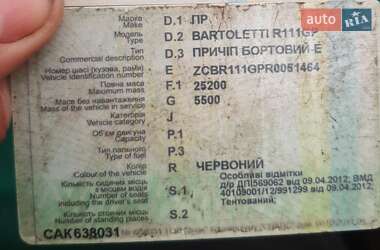 AUTO RIA
Марка D.1 ПР
Make
Модель D.2 BARTOLETTI R111GP
Type
Тип D.3 ПРИЧІП БОРТОВИЙ-Е
Commercial description
Номер шасі (кузова, рами) E ZCBR111GPR0051464
Vehicle identification number
Повна маса F.1 25200
Maximum mass
Маса без навантаження G 5500
Mass of the vehicle in service
Категорія J
Vehicle category
Об'єм двигуна P.1
Capacity
Тип пального P.3
Type of fuel
Колір R ЧЕРВОНИЙ
Colour of the vehicle
Особливі відмітки
Кількість сидячих місць д/р ДПІ569062 від 09.04.2012; ВМД
з місцем водія S.1 401090001/12/991299 від 09.04.2012;
Number of seats including the driver's seat Тентований;
Кількість стоячих місць S.2
Number of standing places
САК638031